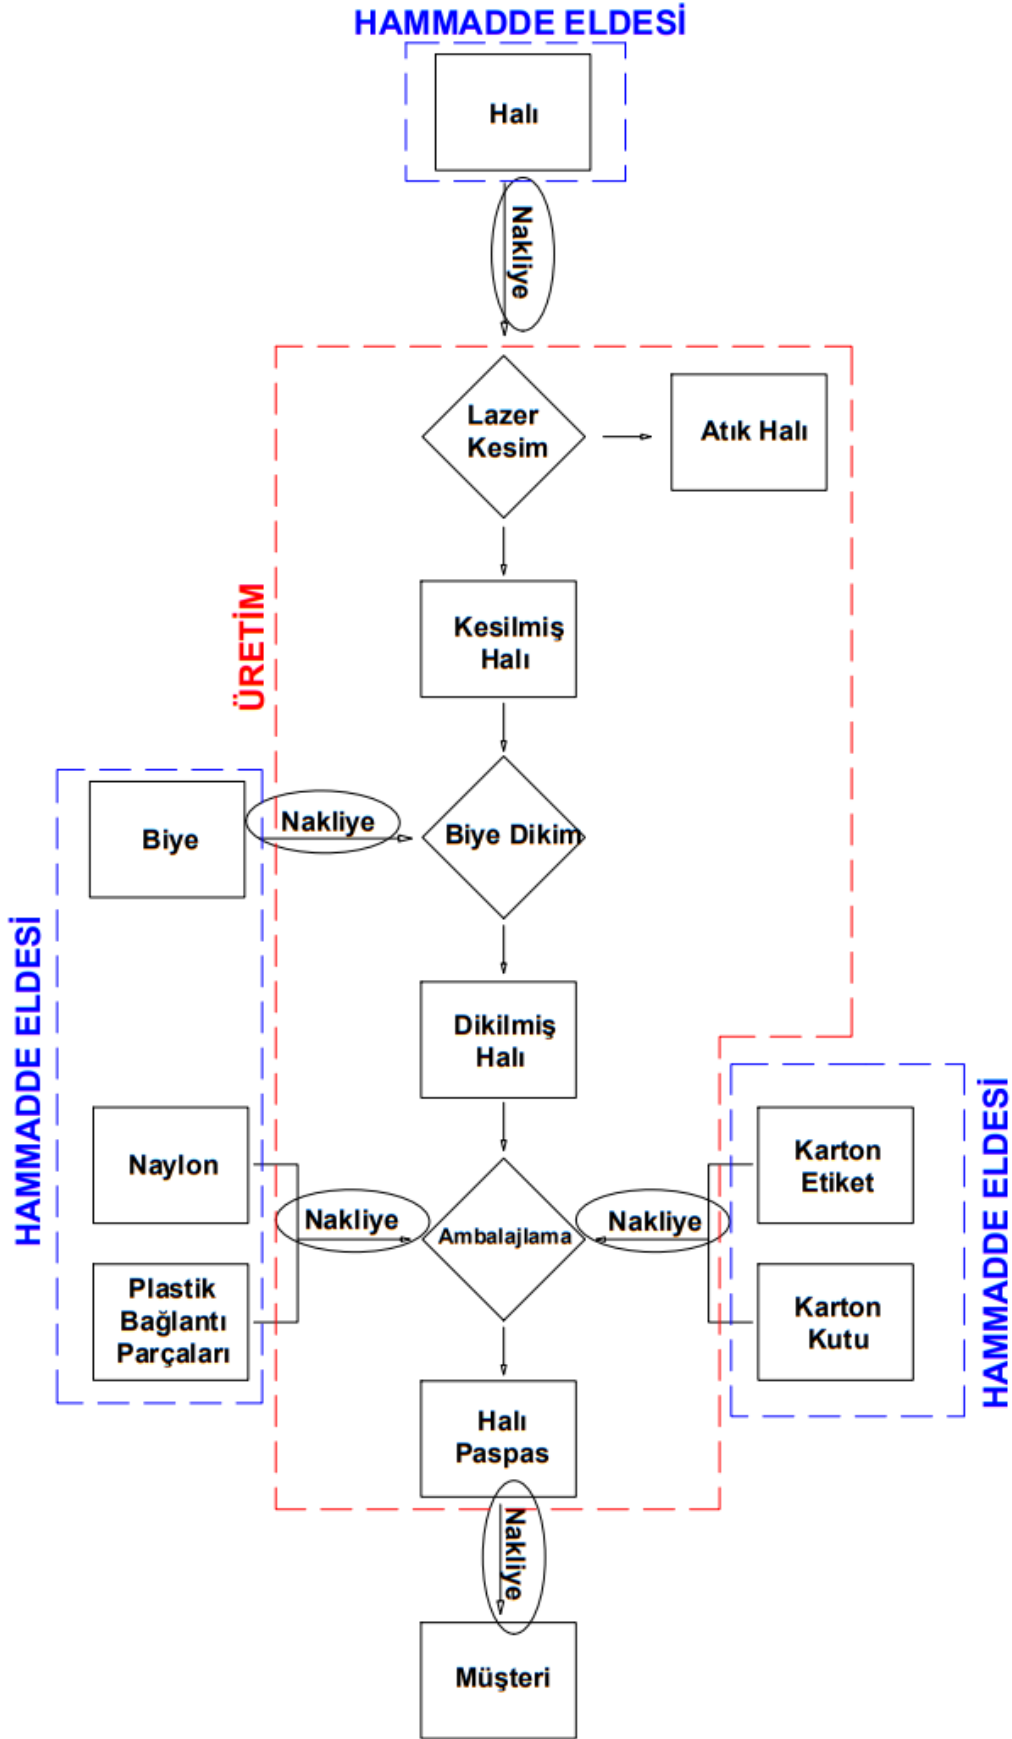 HAMMADDE ELDESİ
Halı
Nakliye
Lazer
Kesim
Atık Halı
ÜRETİM
Kesilmiş
Halı
Biye
Nakliye
Biye Dikim
HAMMADDE ELDESİ
Dikilmiş
Halı
Naylon
Nakliye
Ambalajlama
Nakliye
Karton
Etiket
HAMMADDE ELDESİ
Plastik
Bağlantı
Parçaları
Karton
Kutu
Halı
Paspas
Nakliye
Müşteri